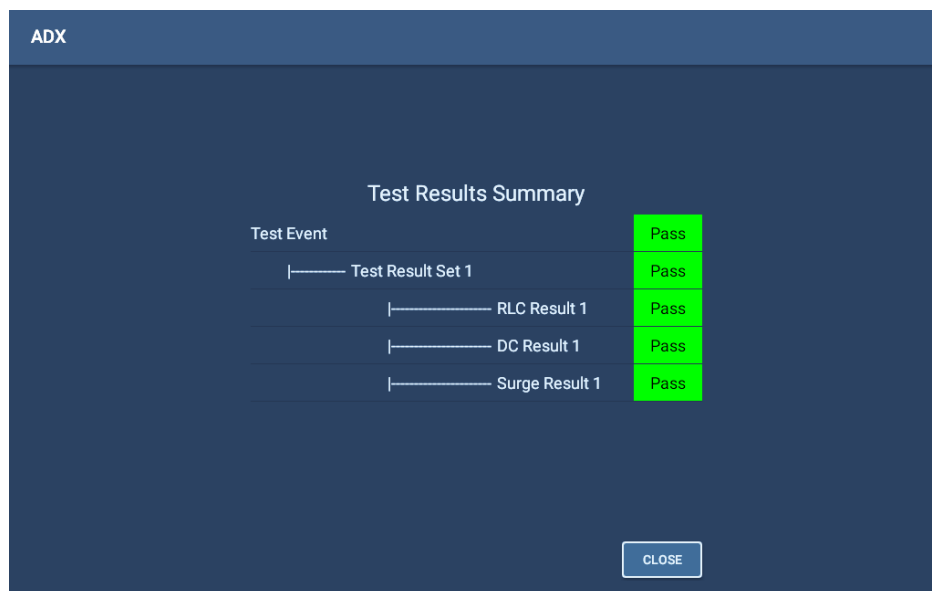 ADX
Test Results Summary
Test Event Pass
|------------ Test Result Set 1 Pass
|---------------------- RLC Result 1 Pass
|---------------------- DC Result 1 Pass
|---------------------- Surge Result 1 Pass
CLOSE